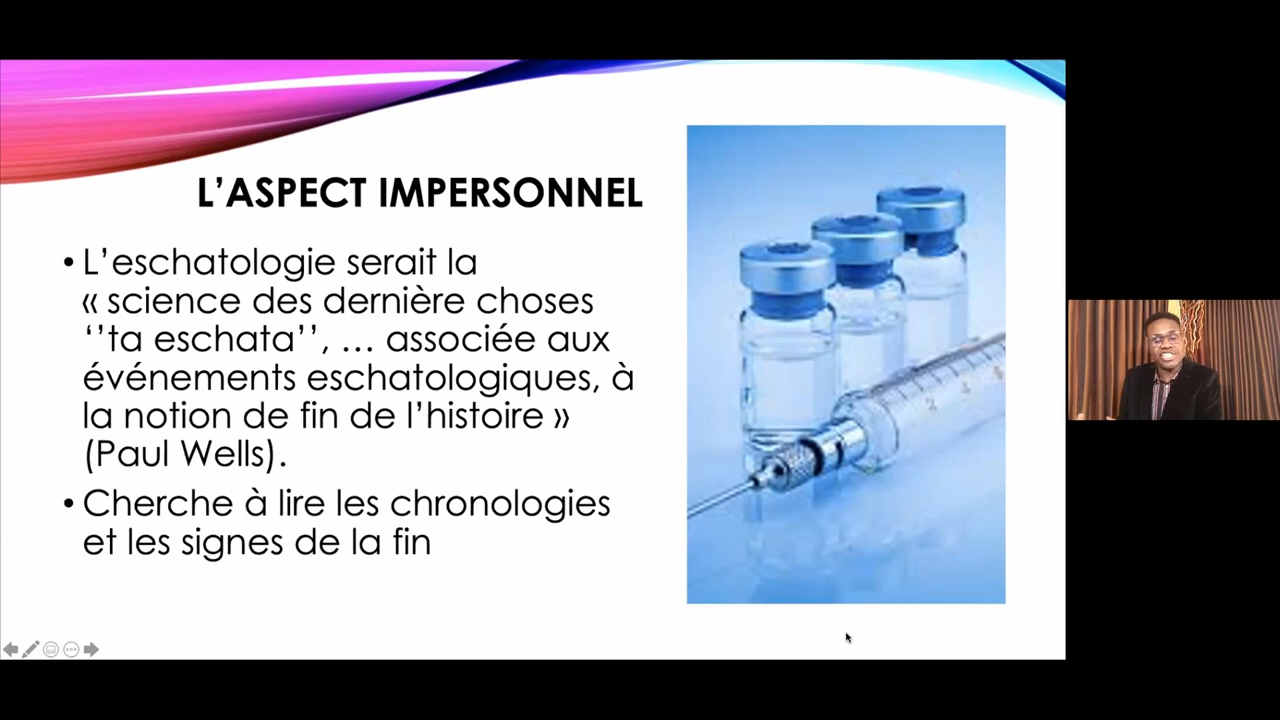 L'ASPECT IMPERSONNEL
• L'eschatologie serait la
« science des dernière choses
‘’ta eschata’’, … associée aux
événements eschatologiques, à
la notion de fin de l'histoire »
(Paul Wells).
• Cherche à lire les chronologies
et les signes de la fin